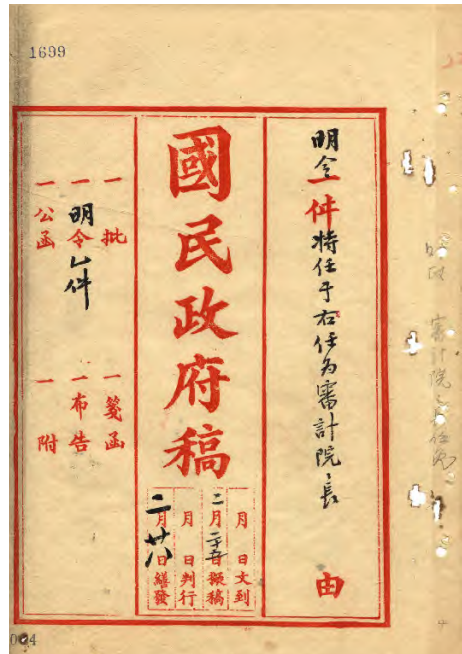 1699
明令一件特任于右任為審計院々長
由
國民政府稿
月 日文到
二月二十五日擬稿
月 日判行
二月廿八日繕發
一批 一箋函
一明令乚件 一布告
一公函 一附